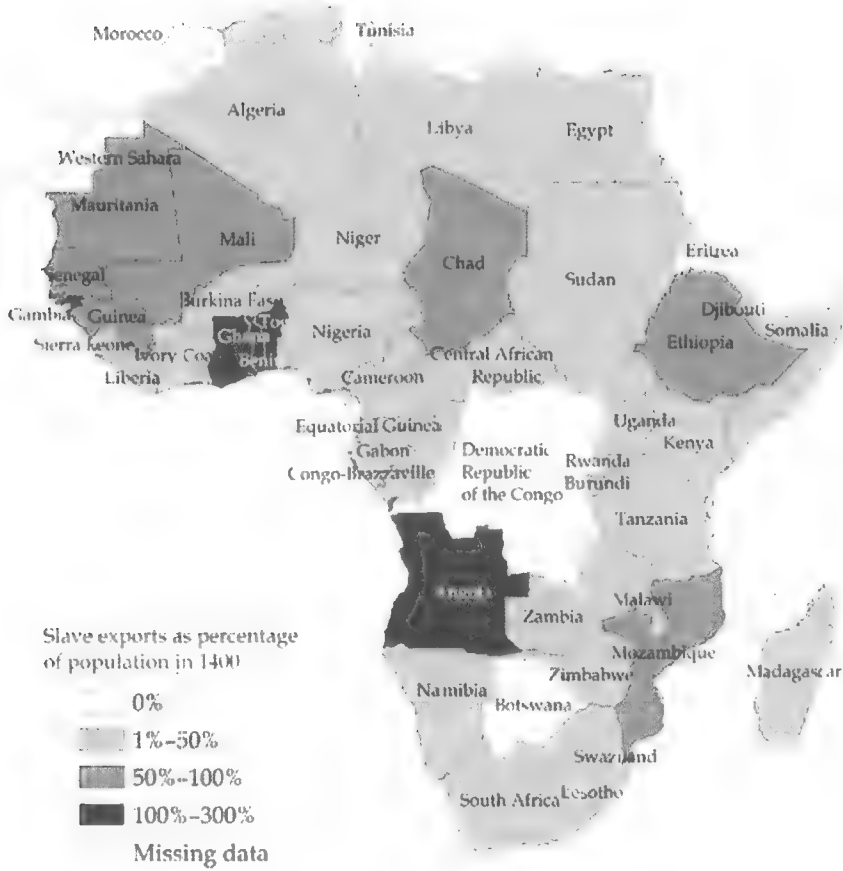 Morocco
Tunisia
Algeria
Libya
Egypt
Western Sahara
Mauritania
Mali
Niger
Chad
Sudan
Eritrea
Senegal
Gambia
Guinea
Burkina Faso
Ghana
Nigeria
Djibouti
Somalia
Ethiopia
Sierra Leone
Ivory Coa
Liberia
Central African
Republic
Cameroon
Equatorial Guinea
Gabon
Congo-Brazzaville
Democratic
Republic
of the Congo
Uganda
Kenya
Rwanda
Burundi
Tanzania
Zambia
Malawi
Mozambique
Zimbabwe
Madagascar
Namibia
Botswana
Swaziland
South Africa
Lesotho
Slave exports as percentage
of population in 1400
0%
1%–50%
50%–100%
100%–300%
Missing data